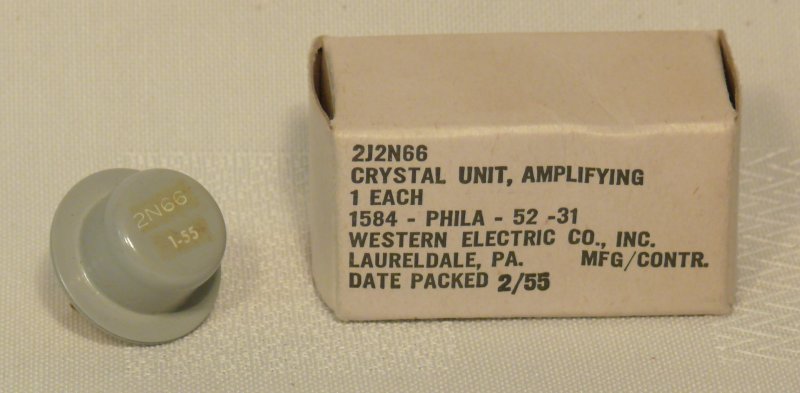 2N66
1-55
2J2N66
CRYSTAL UNIT, AMPLIFYING
1 EACH
1584 - PHILA - 52 -31
WESTERN ELECTRIC CO., INC.
LAURELDALE, PA. MFG/CONTR.
DATE PACKED 2/55